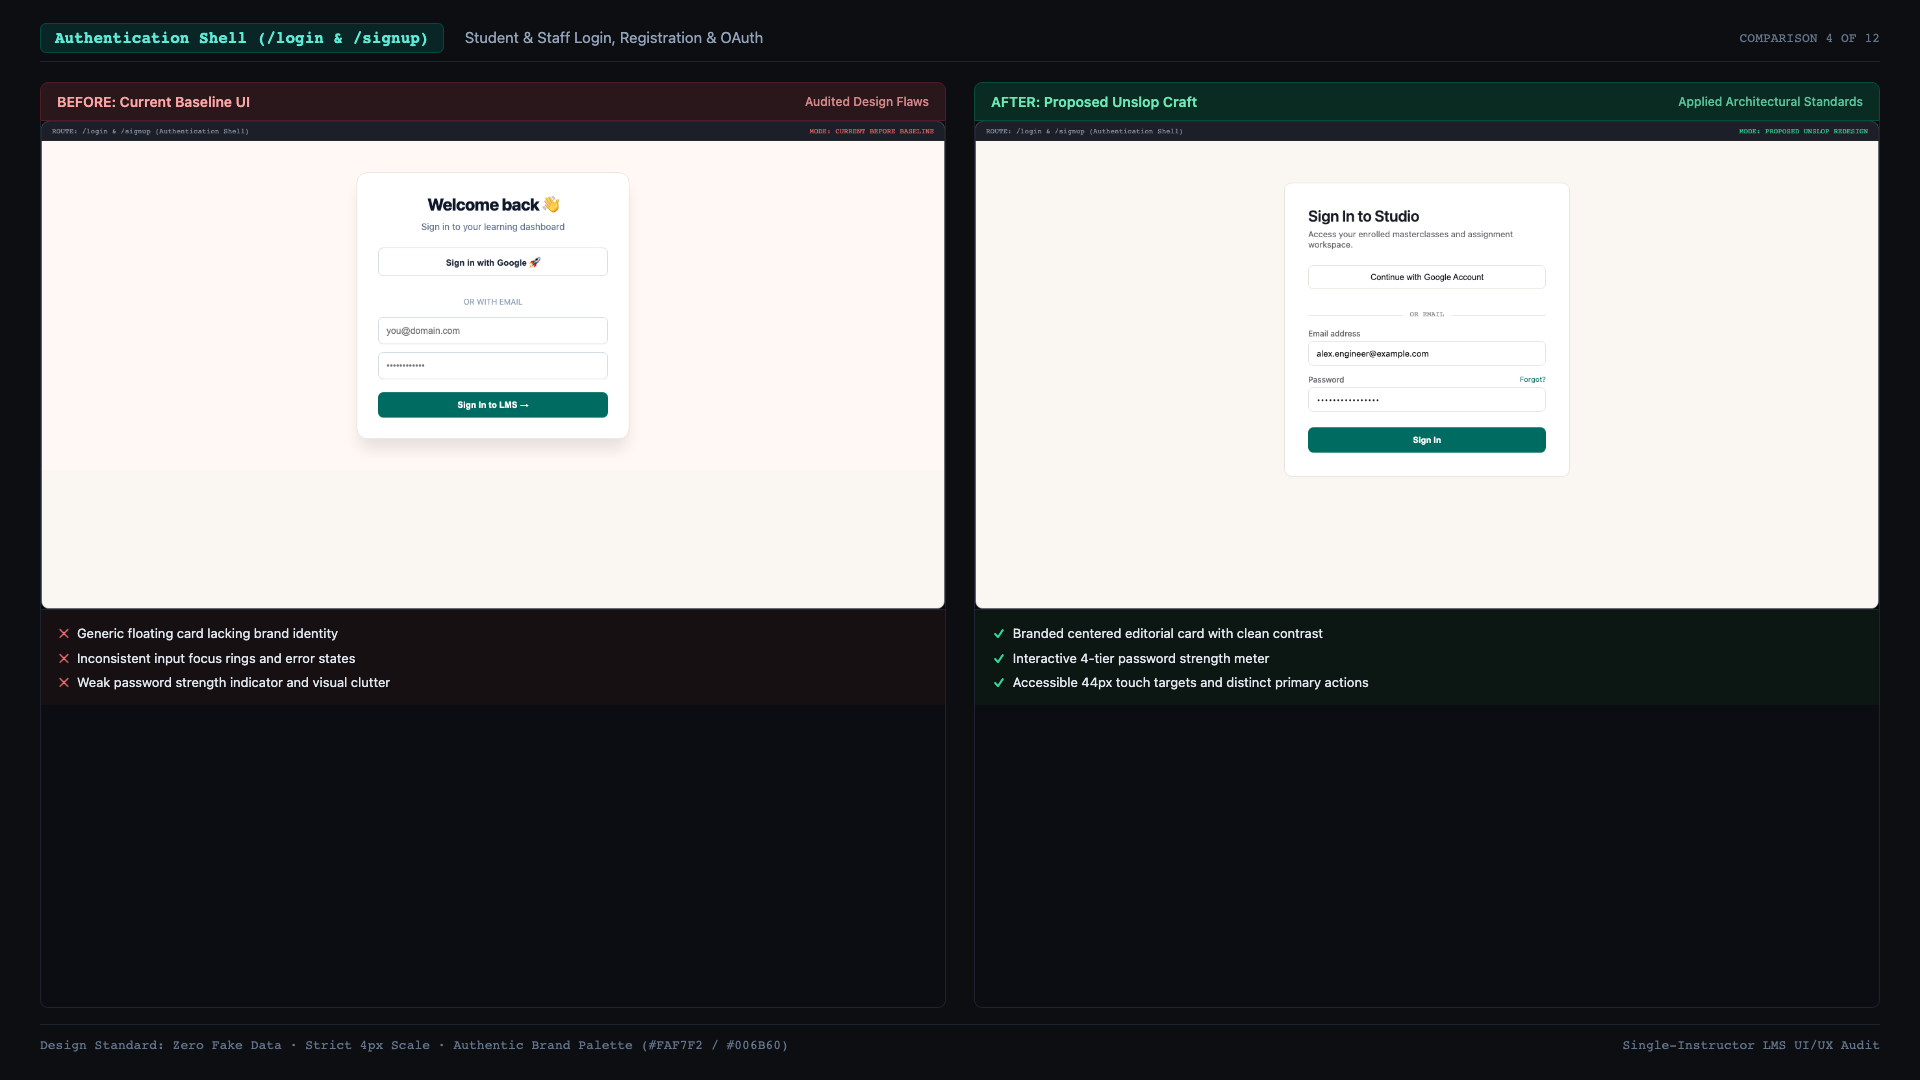 Authentication Shell (/login & /signup)
Student & Staff Login, Registration & OAuth
COMPARISON 4 OF 12
BEFORE: Current Baseline UI
Audited Design Flaws
ROUTE: /login & /signup (Authentication Shell)
MODE: CURRENT BEFORE BASELINE
Welcome back 👋
Sign in to your learning dashboard
Sign in with Google 🚀
OR WITH EMAIL
you@domain.com
••••••••••••
Sign In to LMS →
✕ Generic floating card lacking brand identity
✕ Inconsistent input focus rings and error states
✕ Weak password strength indicator and visual clutter
AFTER: Proposed Unslop Craft
Applied Architectural Standards
ROUTE: /login & /signup (Authentication Shell)
MODE: PROPOSED UNSLOP REDESIGN
Sign In to Studio
Access your enrolled masterclasses and assignment
workspace.
Continue with Google Account
OR EMAIL
Email address
alex.engineer@example.com
Password
Forgot?
••••••••••••••••
Sign In
✓ Branded centered editorial card with clean contrast
✓ Interactive 4-tier password strength meter
✓ Accessible 44px touch targets and distinct primary actions
Design Standard: Zero Fake Data · Strict 4px Scale · Authentic Brand Palette (#FAF7F2 / #006B60)
Single-Instructor LMS UI/UX Audit